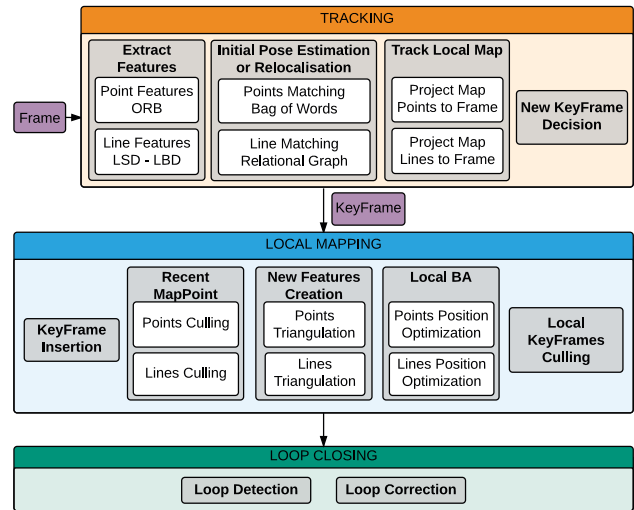 TRACKING
Frame
Extract
Features
Point Features
ORB
Line Features
LSD - LBD
Initial Pose Estimation
or Relocalisation
Points Matching
Bag of Words
Line Matching
Relational Graph
Track Local Map
Project Map
Points to Frame
Project Map
Lines to Frame
New KeyFrame
Decision
KeyFrame
LOCAL MAPPING
KeyFrame
Insertion
Recent
MapPoint
Points Culling
Lines Culling
New Features
Creation
Points
Triangulation
Lines
Triangulation
Local BA
Points Position
Optimization
Lines Position
Optimization
Local
KeyFrames
Culling
LOOP CLOSING
Loop Detection
Loop Correction